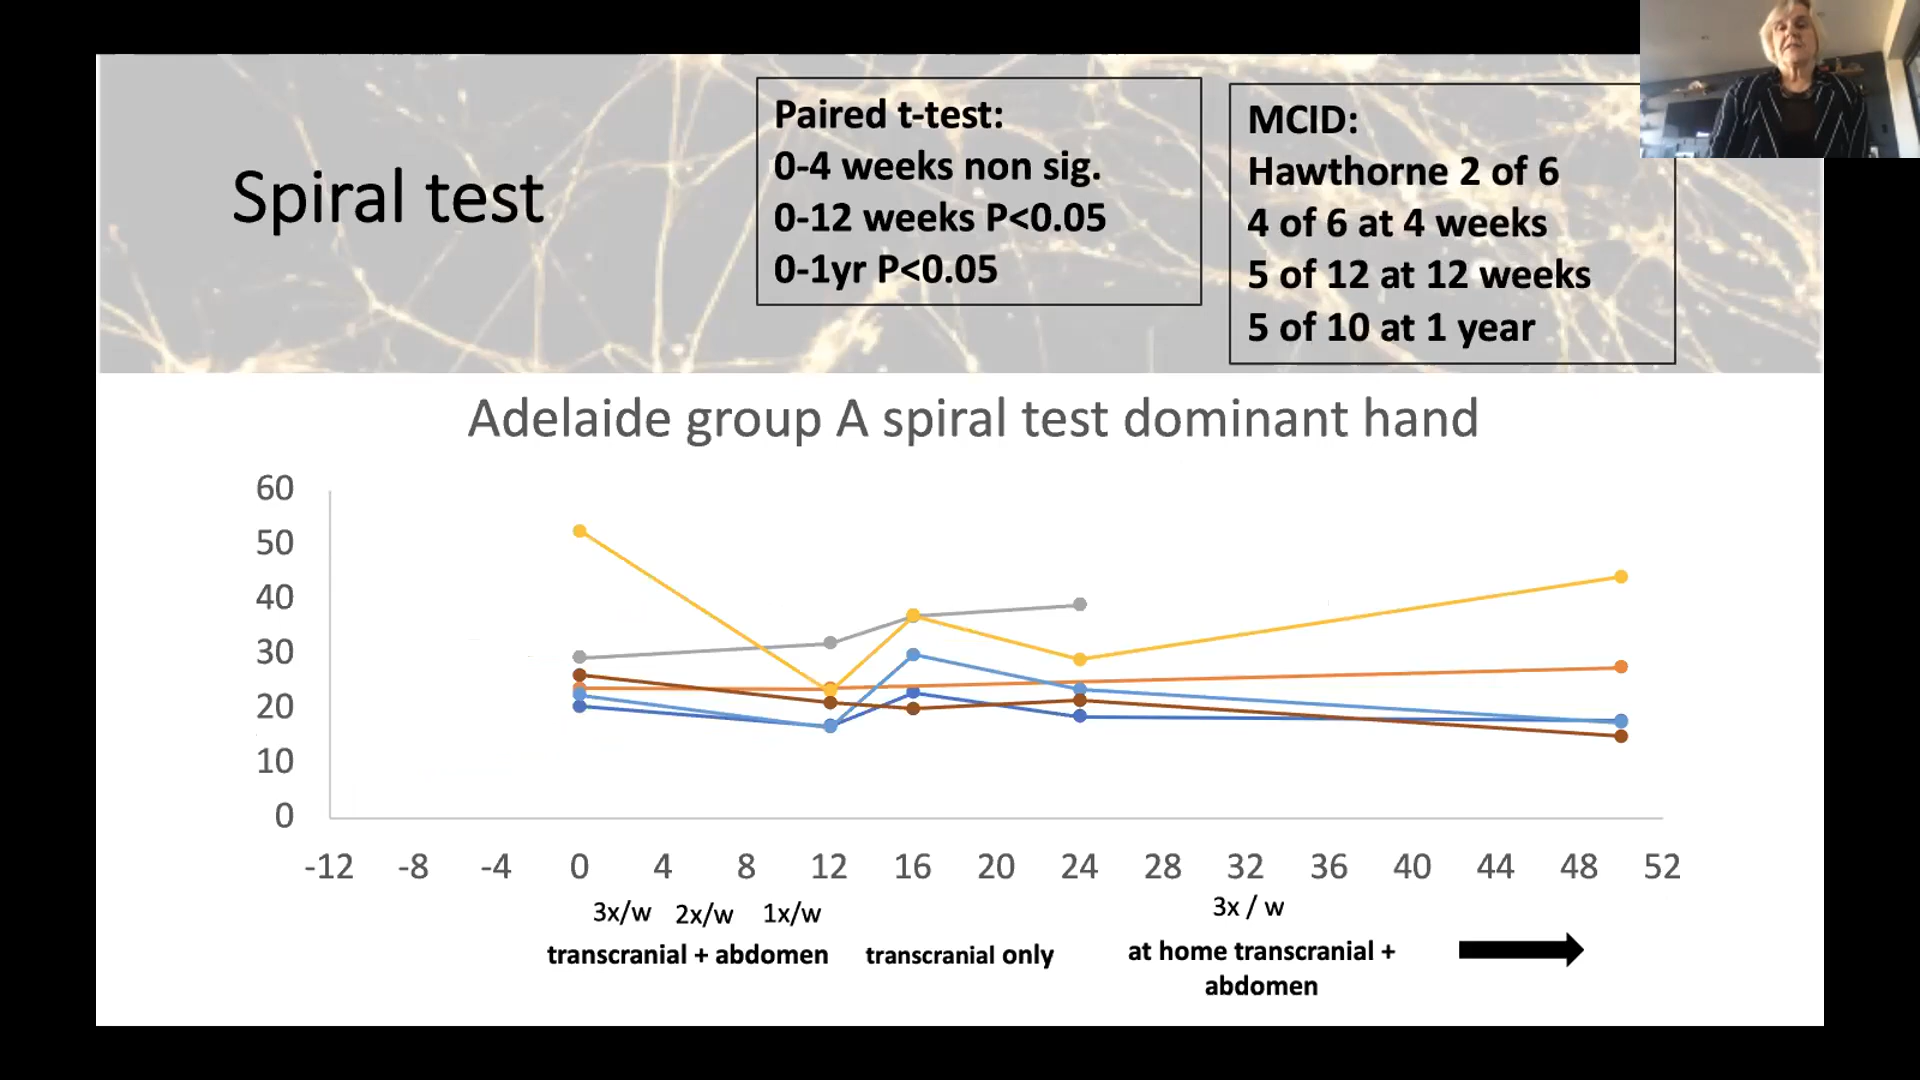 Spiral test
Paired t-test:
0-4 weeks non sig.
0-12 weeks P<0.05
0-1yr P<0.05
MCID:
Hawthorne 2 of 6
4 of 6 at 4 weeks
5 of 12 at 12 weeks
5 of 10 at 1 year
Adelaide group A spiral test dominant hand
60
50
40
30
20
10
0
-12 -8 -4 0 4 8 12 16 20 24 28 32 36 40 44 48 52
3x/w 2x/w 1x/w 3x / w
transcranial + abdomen transcranial only at home transcranial +
abdomen